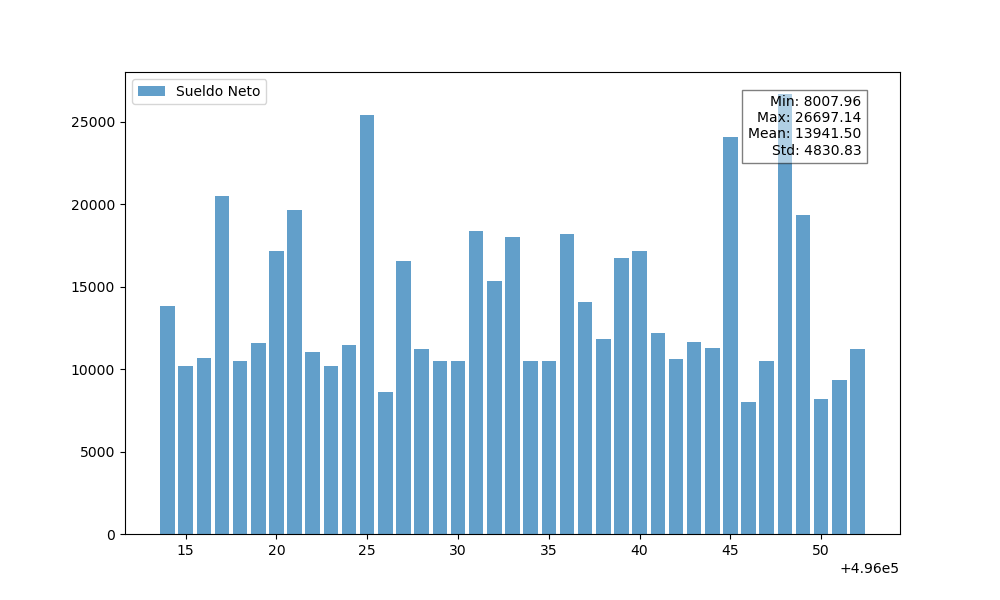 Sueldo Neto
Min: 8007.96
Max: 26697.14
Mean: 13941.50
Std: 4830.83
25000
20000
15000
10000
5000
0
15 20 25 30 35 40 45 50
+4.96e5